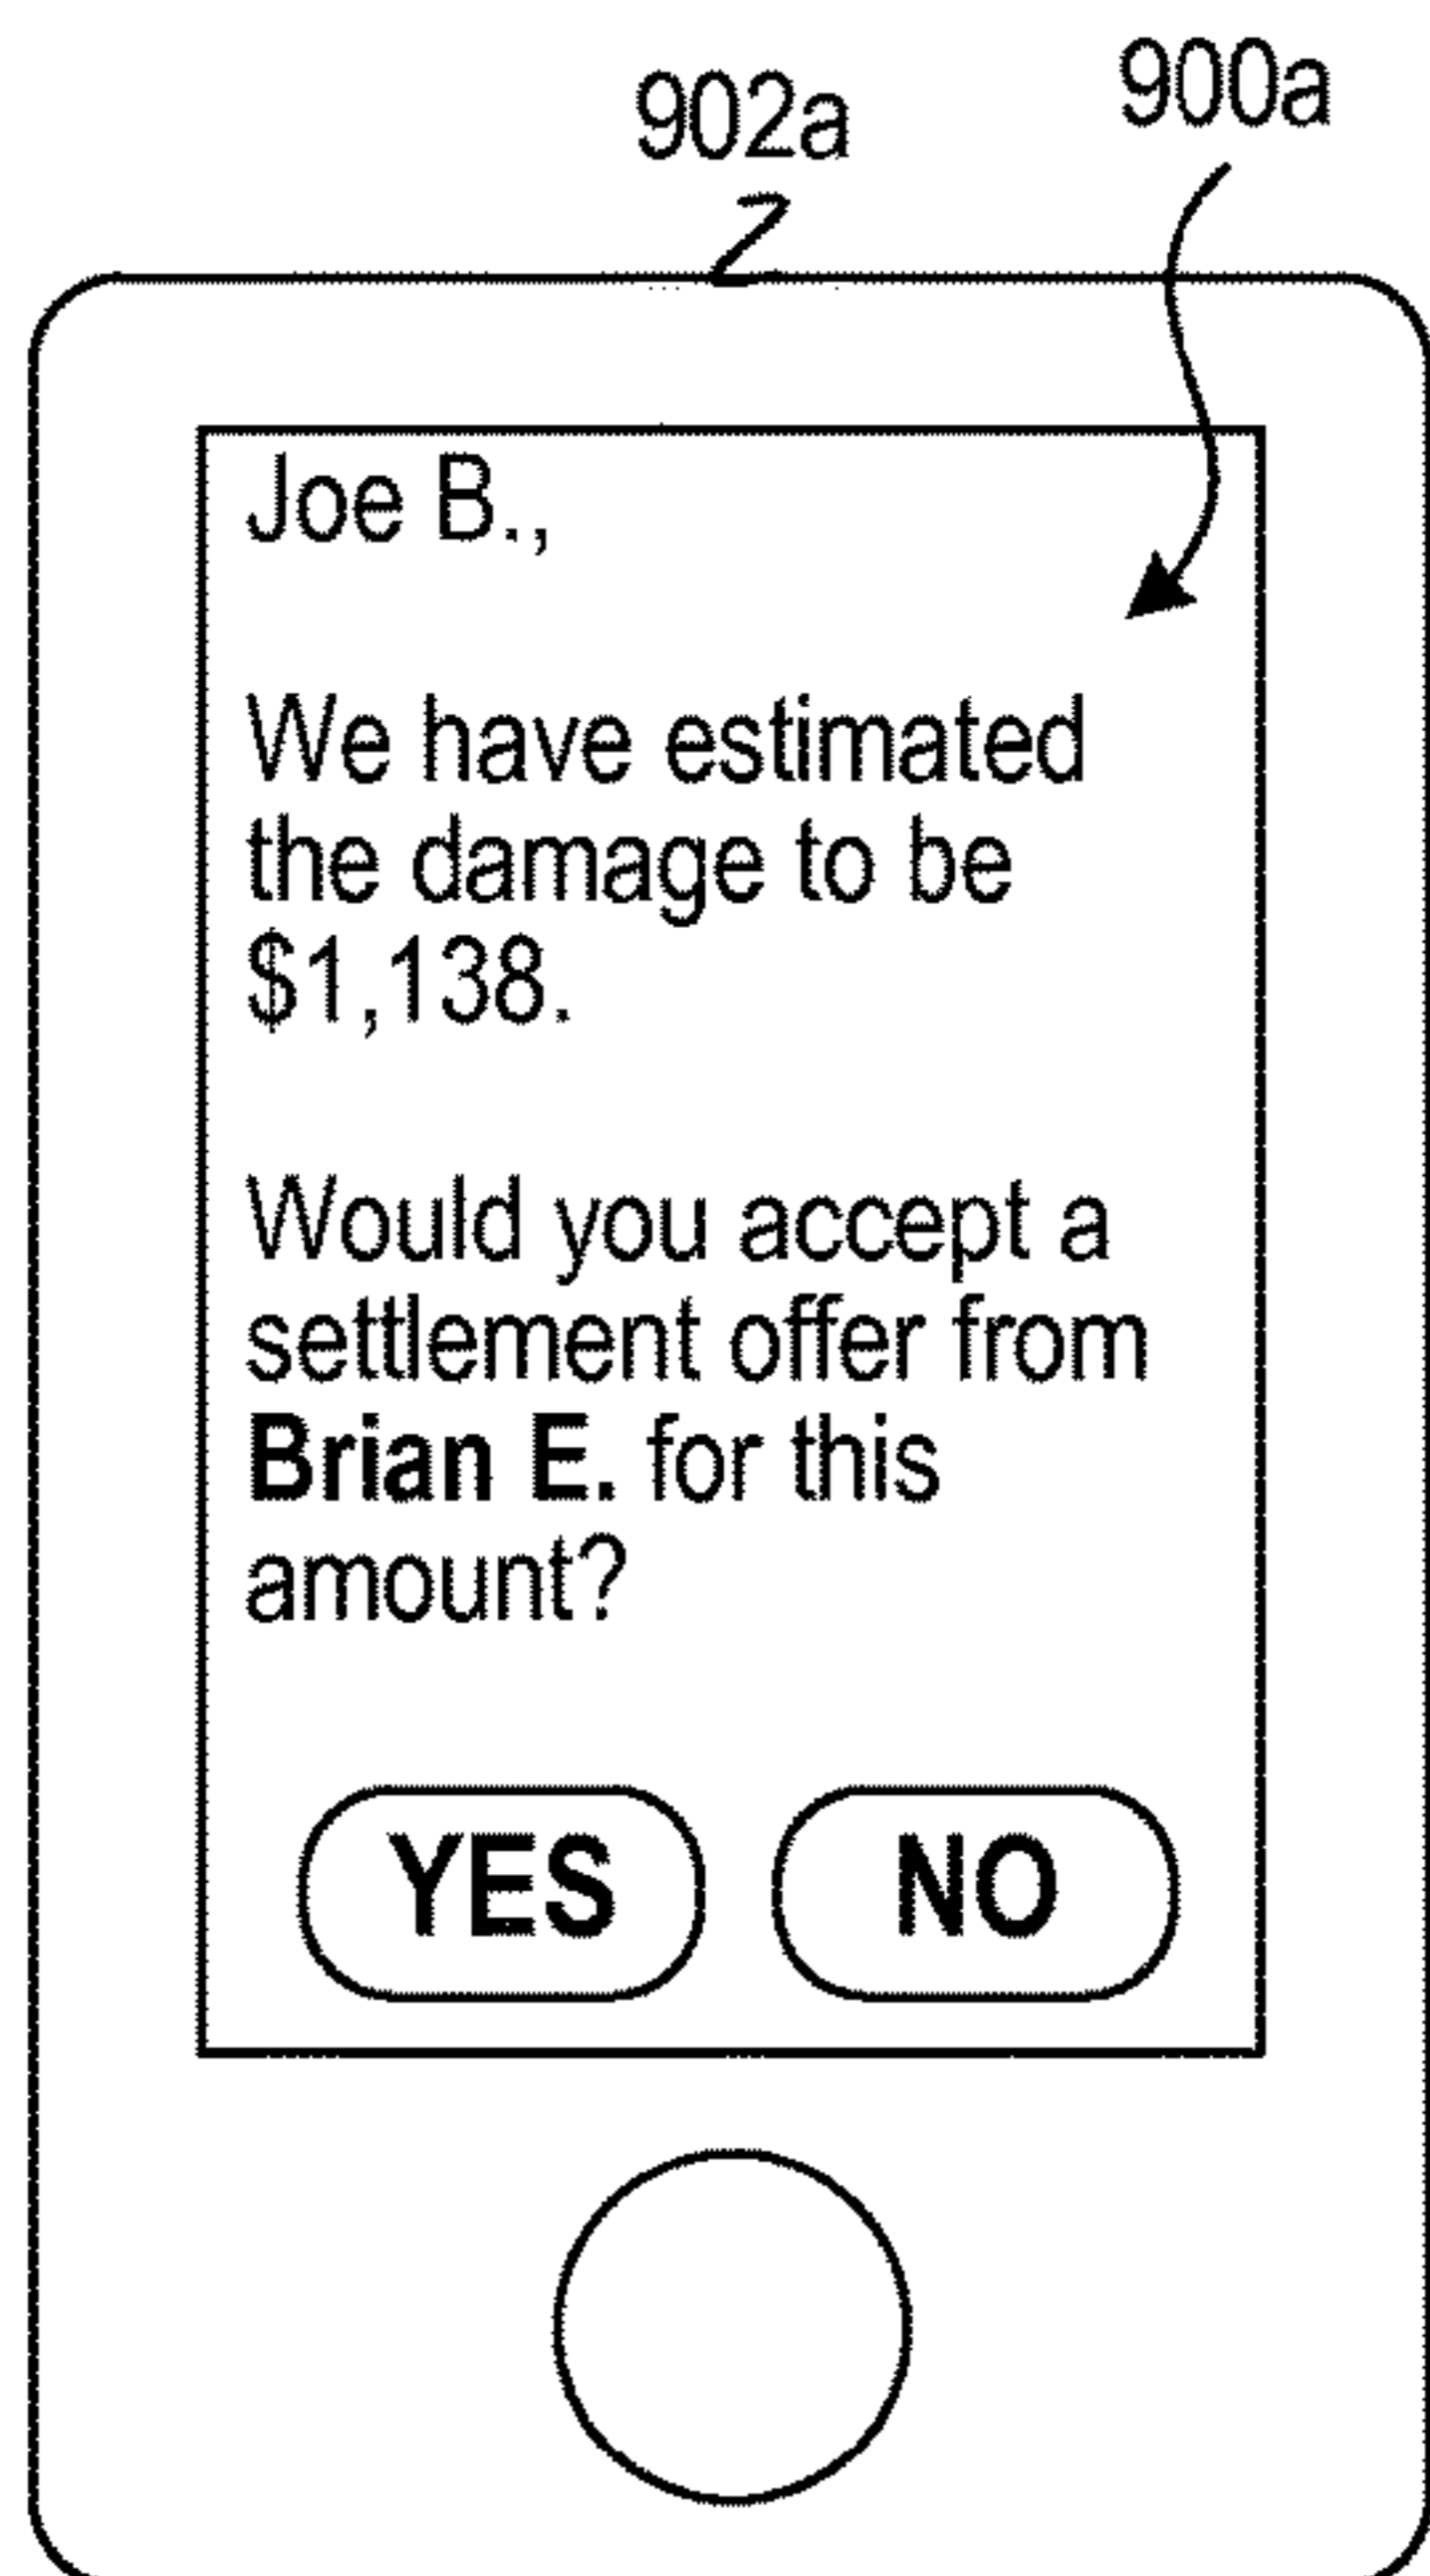 902a
900a
Joe B.,
We have estimated
the damage to be
$1,138.
Would you accept a
settlement offer from
Brian E. for this
amount?
YES
NO